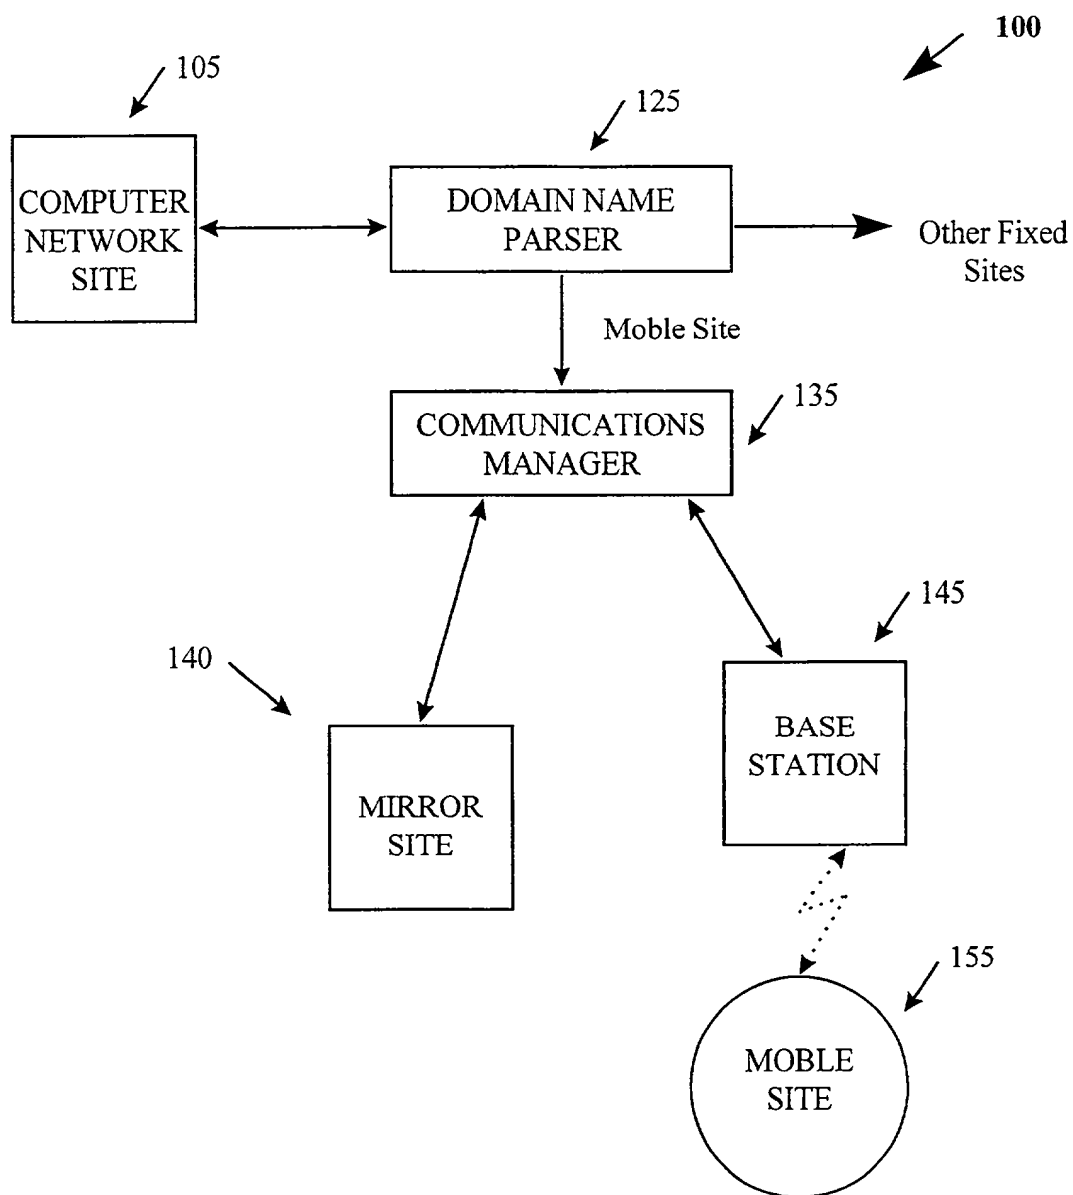 100
105
125
COMPUTER
NETWORK
SITE
DOMAIN NAME
PARSER
Other Fixed
Sites
Moble Site
135
COMMUNICATIONS
MANAGER
145
140
BASE
STATION
MIRROR
SITE
155
MOBLE
SITE